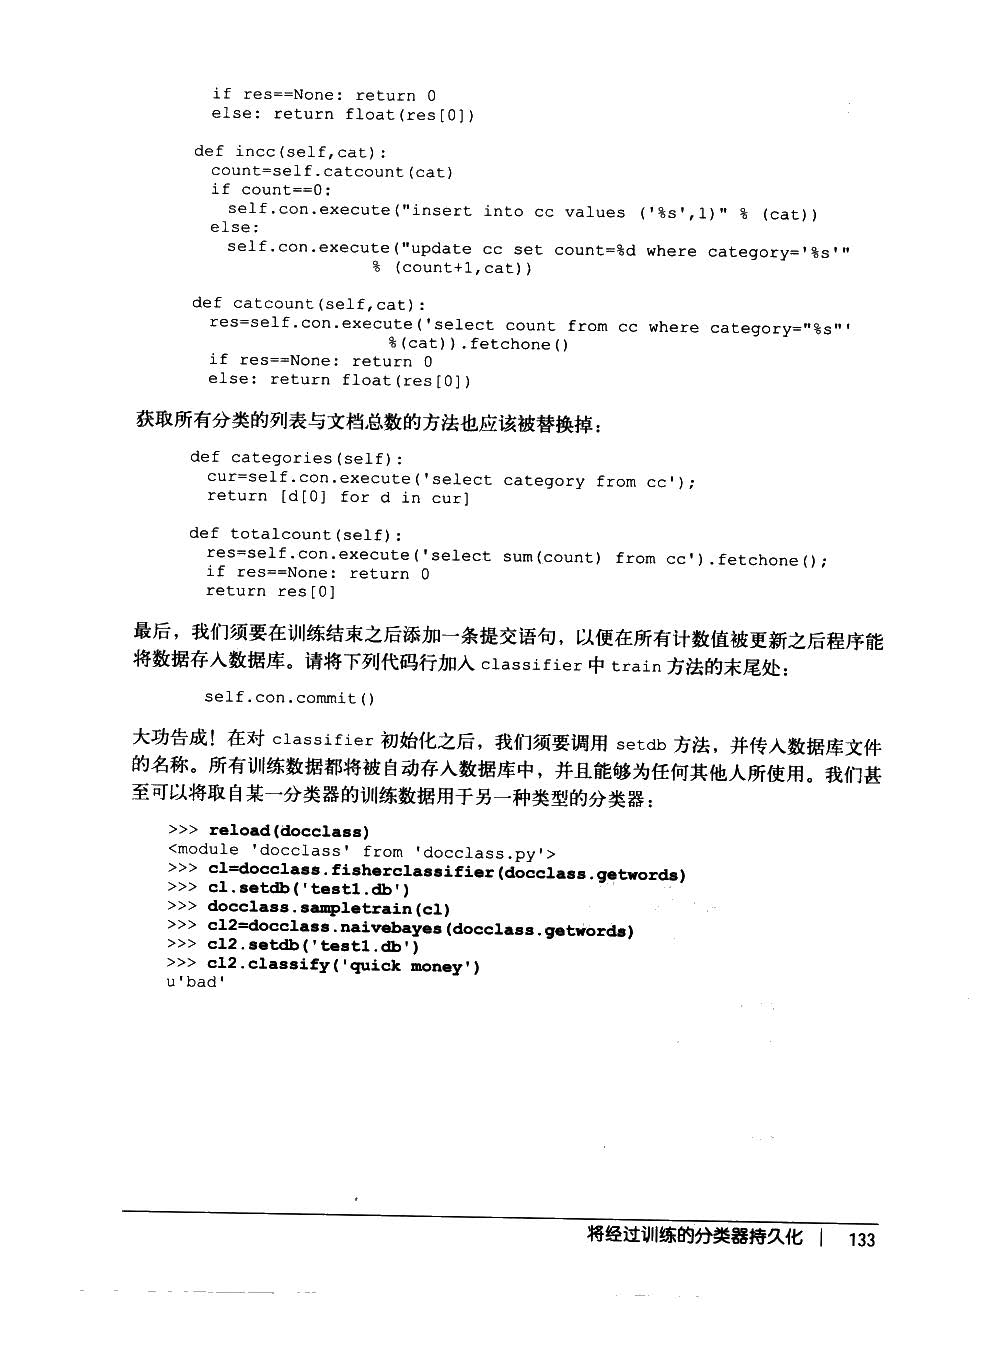 if res==None: return 0
else: return float(res[0])
def incc(self,cat):
count=self.catcount(cat)
if count==0:
self.con.execute("insert into cc values ('%s',1)" % (cat))
else:
self.con.execute("update cc set count=%d where category='%s'"
% (count+1,cat))
def catcount(self,cat):
res=self.con.execute('select count from cc where category="%s"'
%(cat)).fetchone()
if res==None: return 0
else: return float(res[0])
获取所有分类的列表与文档总数的方法也应该被替换掉：
def categories(self):
cur=self.con.execute('select category from cc');
return [d[0] for d in cur]
def totalcount(self):
res=self.con.execute('select sum(count) from cc').fetchone();
if res==None: return 0
return res[0]
最后，我们须要在训练结束之后添加一条提交语句，以便在所有计数值被更新之后程序能
将数据存入数据库。请将下列代码行加入 classifier 中 train 方法的末尾处：
self.con.commit()
大功告成！在对 classifier 初始化之后，我们须要调用 setdb 方法，并传入数据库文件
的名称。所有训练数据都将被自动存入数据库中，并且能够为任何其他人所使用。我们甚
至可以将取自某一分类器的训练数据用于另一种类型的分类器：
>>> reload(docclass)
<module 'docclass' from 'docclass.py'>
>>> cl=docclass.fisherclassifier(docclass.getwords)
>>> cl.setdb('test1.db')
>>> docclass.sampletrain(cl)
>>> cl2=docclass.naivebayes(docclass.getwords)
>>> cl2.setdb('test1.db')
>>> cl2.classify('quick money')
u'bad'
将经过训练的分类器持久化 | 133